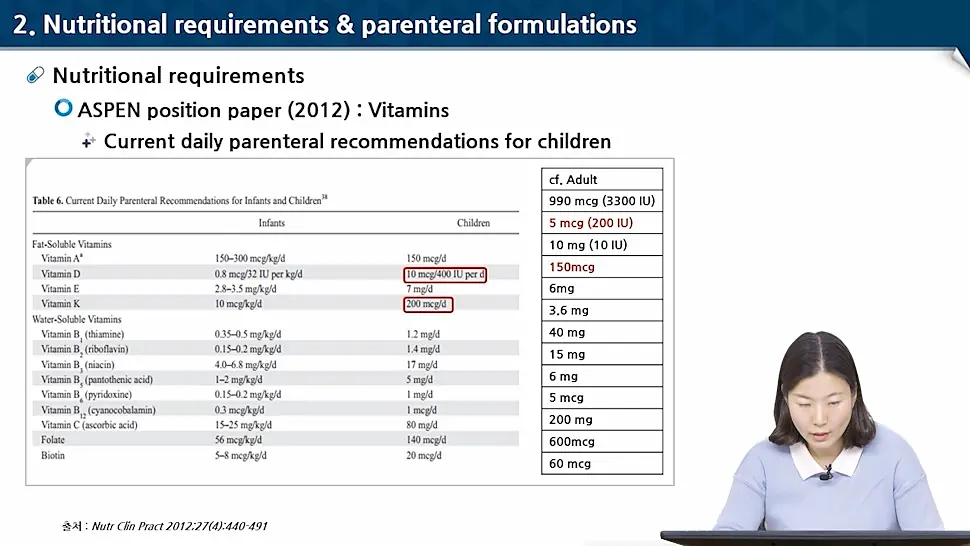 2. Nutritional requirements & parenteral formulations
Nutritional requirements
ASPEN position paper (2012) : Vitamins
Current daily parenteral recommendations for children
Table 6. Current Daily Parenteral Recommendations for Infants and Children38
Infants Children
Fat-Soluble Vitamins
Vitamin Aa 150–300 mcg/kg/d 150 mcg/d
Vitamin D 0.8 mcg/32 IU per kg/d 10 mcg/400 IU per d
Vitamin E 2.8–3.5 mg/kg/d 7 mg/d
Vitamin K 10 mcg/kg/d 200 mcg/d
Water-Soluble Vitamins
Vitamin B1 (thiamine) 0.35–0.5 mg/kg/d 1.2 mg/d
Vitamin B2 (riboflavin) 0.15–0.2 mg/kg/d 1.4 mg/d
Vitamin B3 (niacin) 4.0–6.8 mg/kg/d 17 mg/d
Vitamin B5 (pantothenic acid) 1–2 mg/kg/d 5 mg/d
Vitamin B6 (pyridoxine) 0.15–0.2 mg/kg/d 1 mg/d
Vitamin B12 (cyanocobalamin) 0.3 mcg/kg/d 1 mcg/d
Vitamin C (ascorbic acid) 15–25 mg/kg/d 80 mg/d
Folate 56 mcg/kg/d 140 mcg/d
Biotin 5–8 mcg/kg/d 20 mcg/d
cf. Adult
990 mcg (3300 IU)
5 mcg (200 IU)
10 mg (10 IU)
150mcg
6mg
3.6 mg
40 mg
15 mg
6 mg
5 mcg
200 mg
600mcg
60 mcg
출처 : Nutr Clin Pract 2012;27(4):440-491